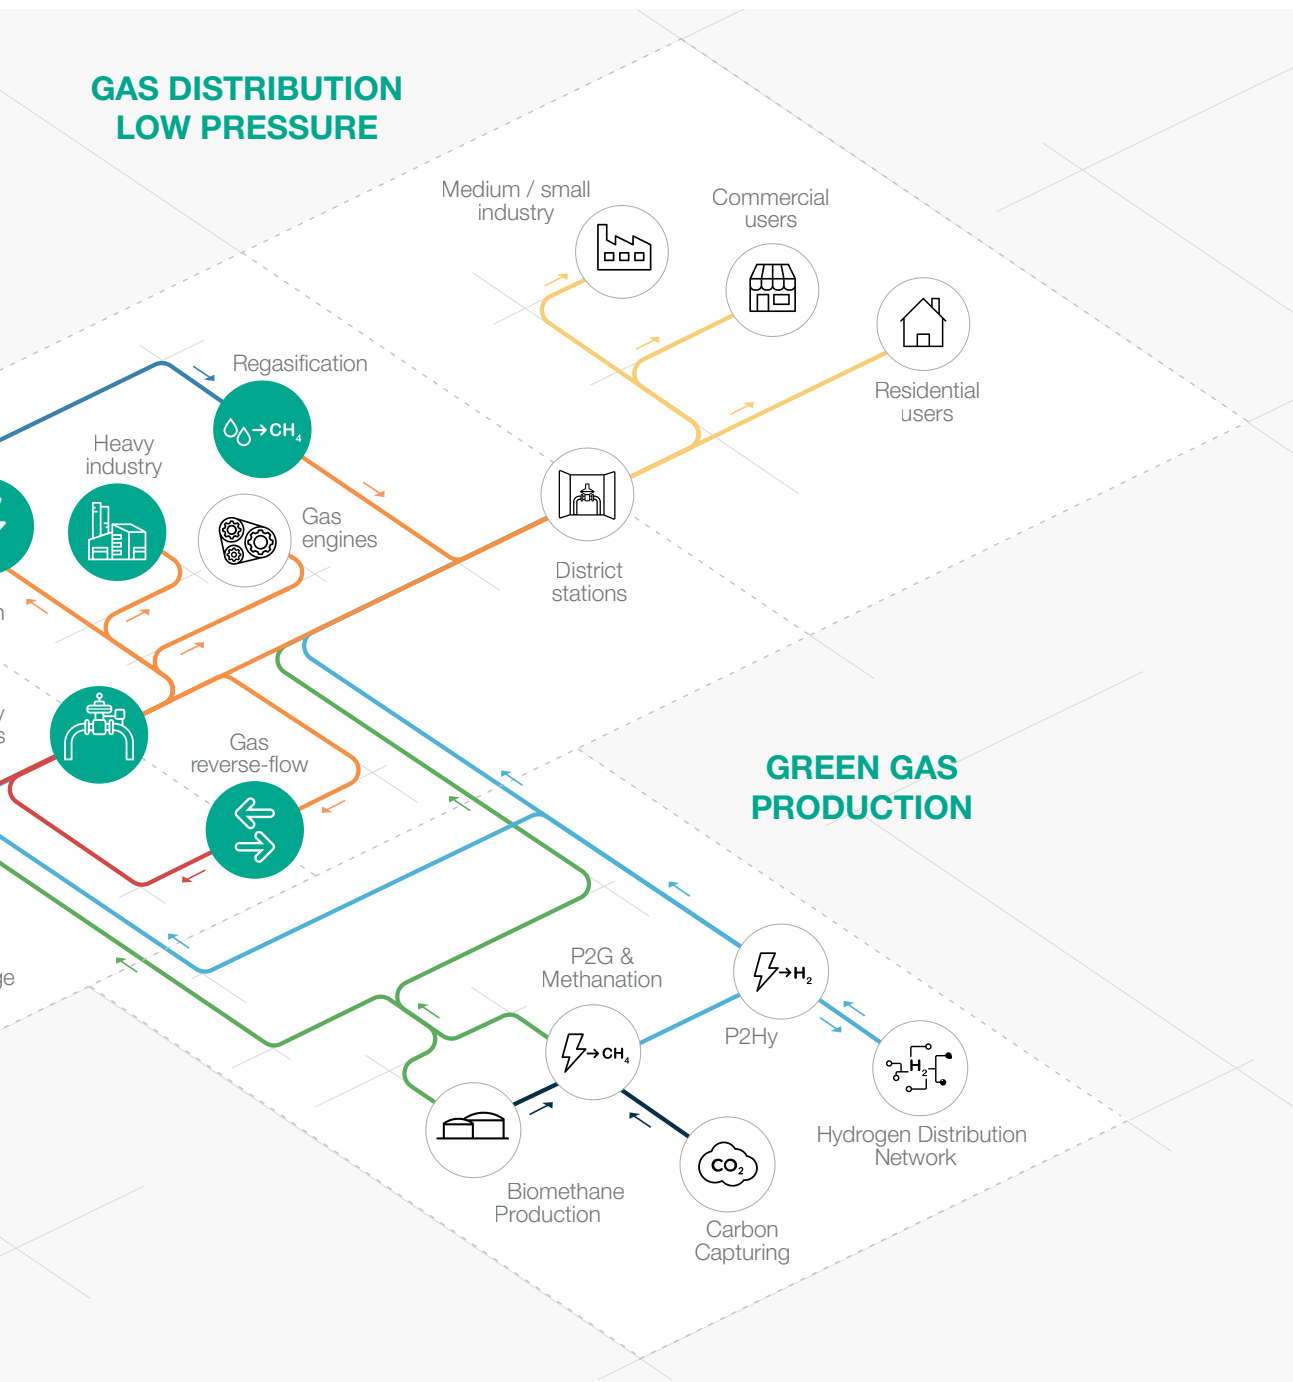 GAS DISTRIBUTION
LOW PRESSURE
Medium / small
industry
Commercial
users
Residential
users
Regasification
→CH₄
Heavy
industry
Gas
engines
District
stations
Gas
reverse-flow
GREEN GAS
PRODUCTION
P2G &
Methanation
→CH₄
→H₂
P2Hy
H₂
Hydrogen Distribution
Network
Biomethane
Production
CO₂
Carbon
Capturing